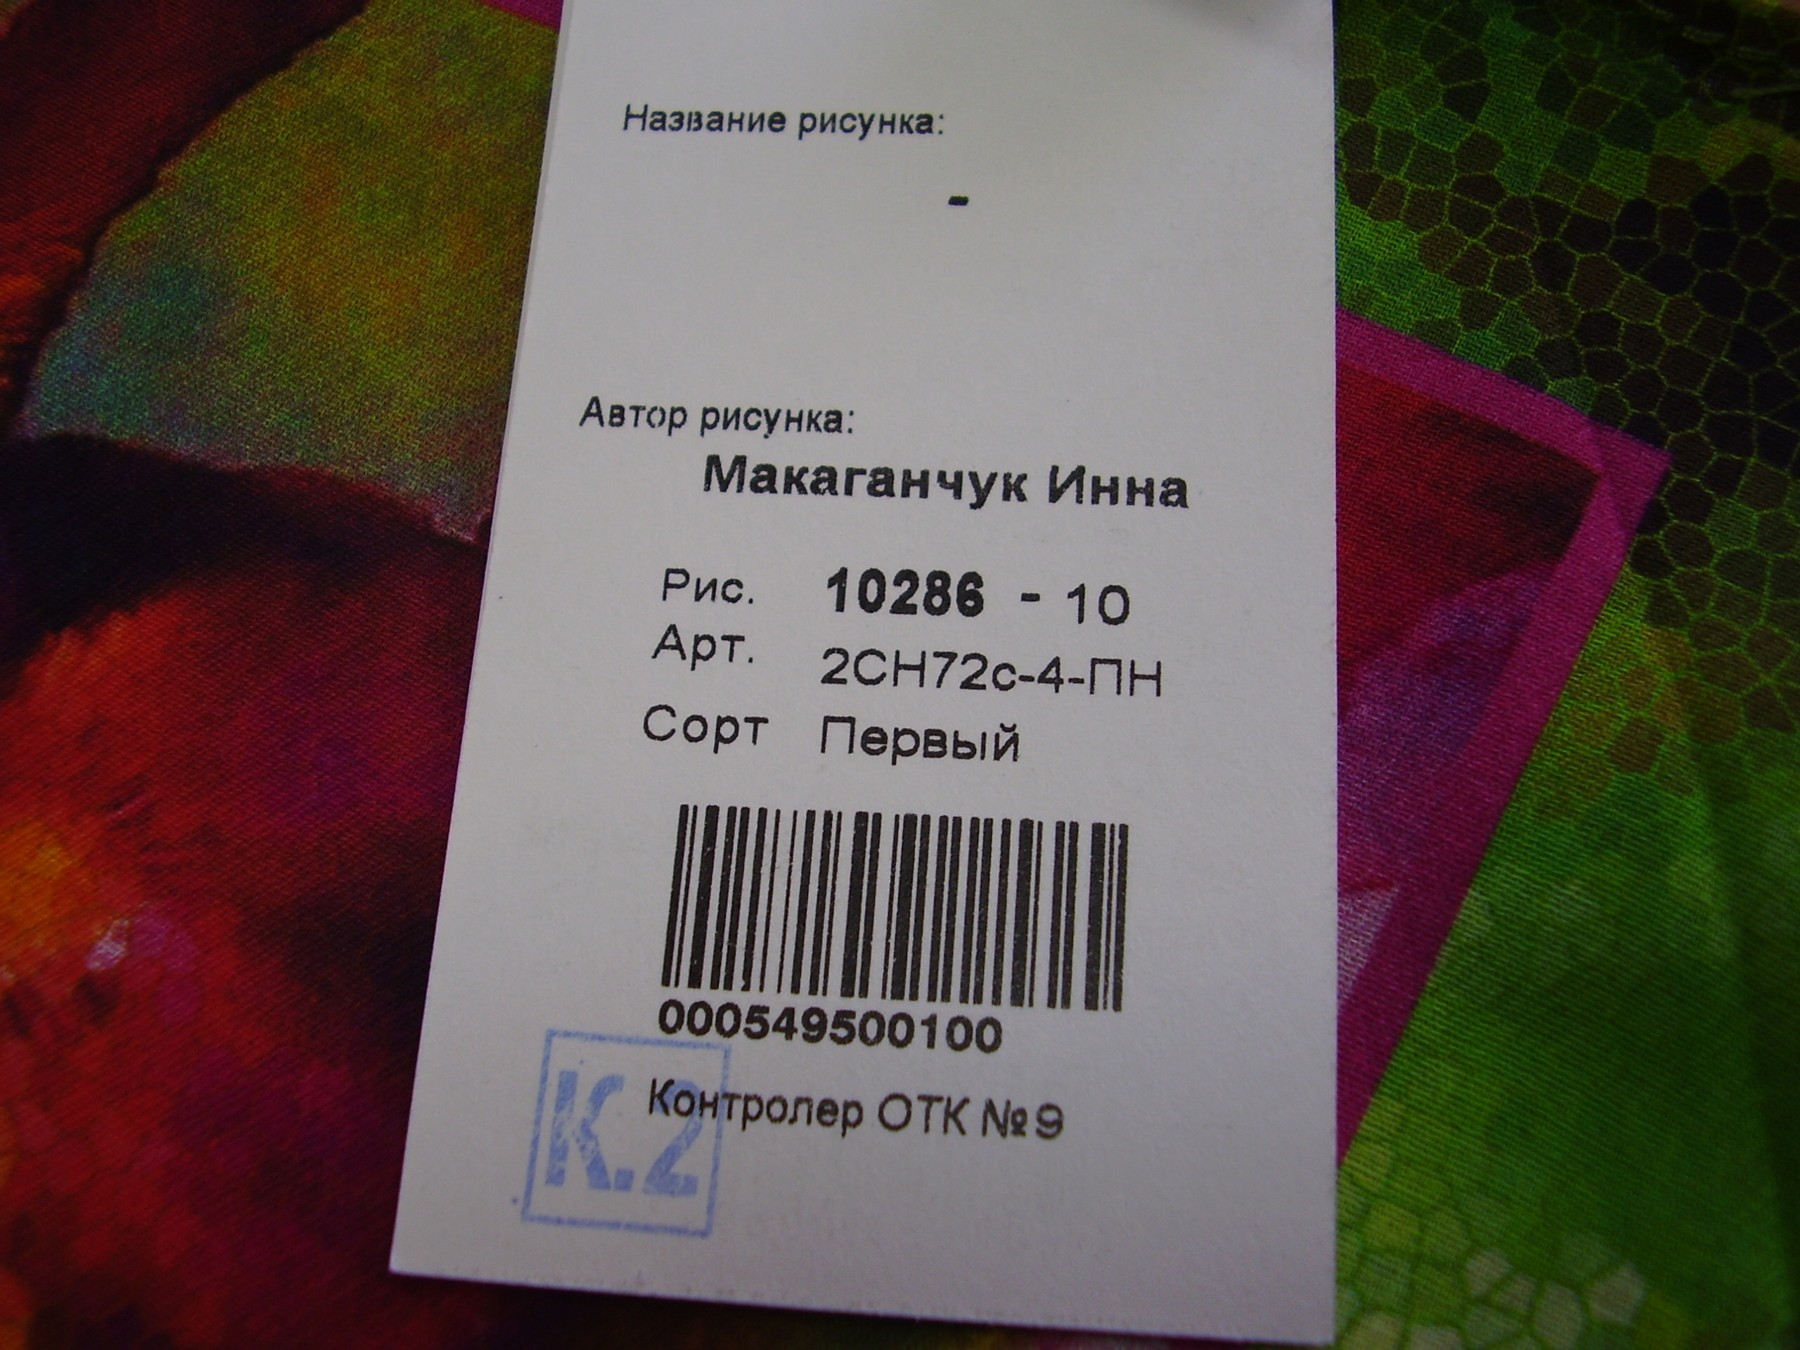 Название рисунка:
-
Автор рисунка:
Макаганчук Инна
Рис. 10286 - 10
Арт. 2СН72с-4-ПН
Сорт Первый
000549500100
Контролер ОТК №9
К.2